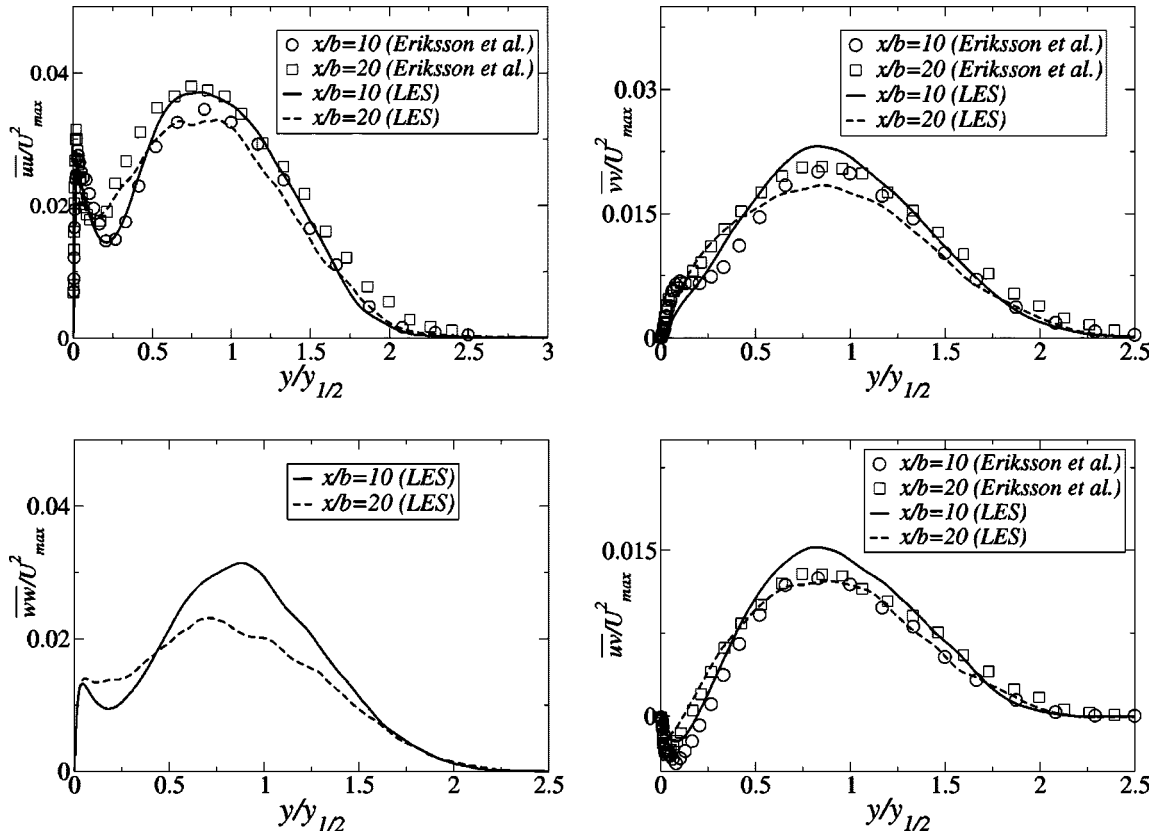 x/b=10 (Eriksson et al.)
x/b=20 (Eriksson et al.)
x/b=10 (LES)
x/b=20 (LES)
0.04
0.02
0
uu/U²max
0 0.5 1 1.5 2 2.5 3
y/y1/2
x/b=10 (Eriksson et al.)
x/b=20 (Eriksson et al.)
x/b=10 (LES)
x/b=20 (LES)
0.03
0.015
0
vv/U²max
0 0.5 1 1.5 2 2.5
y/y1/2
x/b=10 (LES)
x/b=20 (LES)
0.04
0.02
0
ww/U²max
0 0.5 1 1.5 2 2.5
y/y1/2
x/b=10 (Eriksson et al.)
x/b=20 (Eriksson et al.)
x/b=10 (LES)
x/b=20 (LES)
0.015
0
uv/U²max
0 0.5 1 1.5 2 2.5
y/y1/2